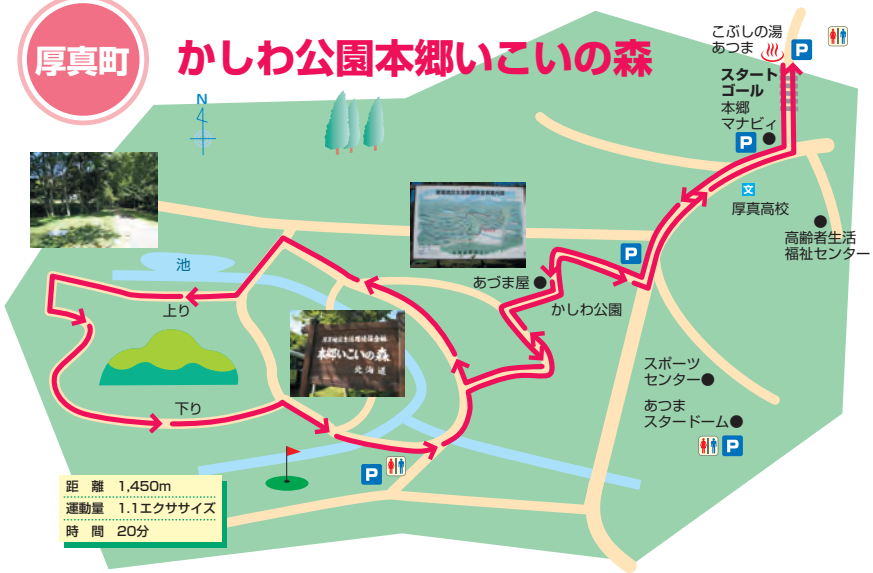 厚真町
かしわ公園本郷いこいの森
こぶしの湯
あつま
P
スタート
ゴール
本郷
マナビィ
P
N
文
厚真高校
高齢者生活
福祉センター
P
あづま屋
かしわ公園
池
上り
本郷いこいの森
北海道
下り
スポーツ
センター
あつま
スタードーム
P
P
距 離 1,450m
運動量 1.1エクササイズ
時 間 20分